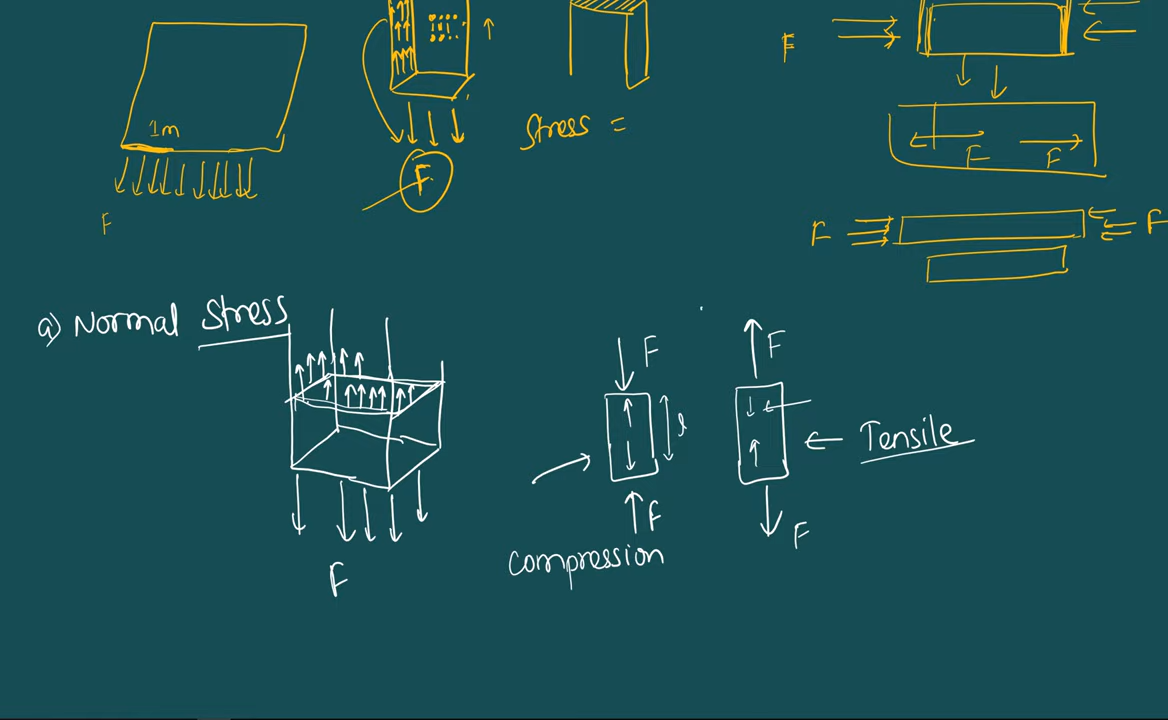 1m
F
F
Stress =
F
F
F
F
F
a) Normal Stress
F
F
l
F
compression
F
F
Tensile